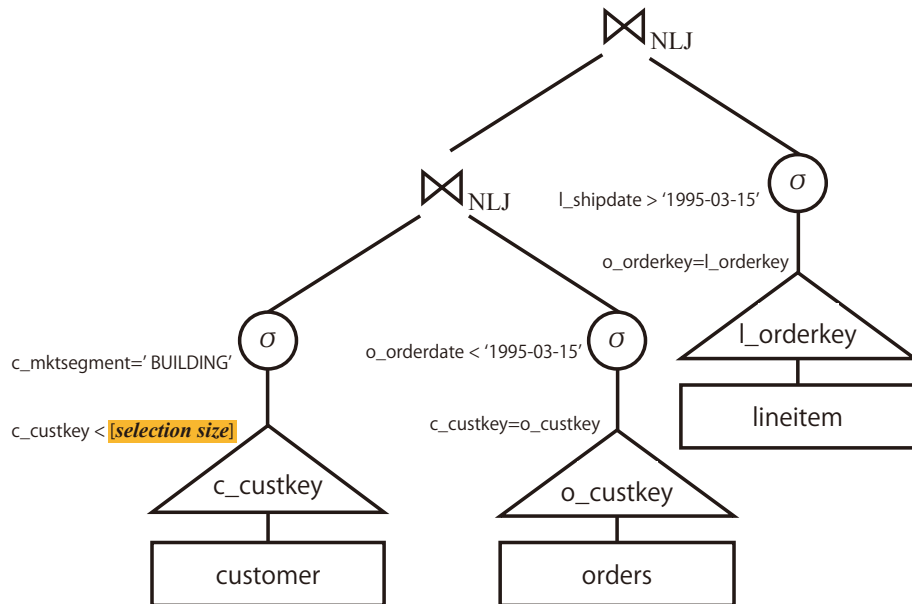 ⋈NLJ
⋈NLJ
σ
l_shipdate > ‘1995-03-15’
o_orderkey=l_orderkey
l_orderkey
lineitem
σ
c_mktsegment=’ BUILDING’
c_custkey < [selection size]
c_custkey
customer
σ
o_orderdate < ‘1995-03-15’
c_custkey=o_custkey
o_custkey
orders